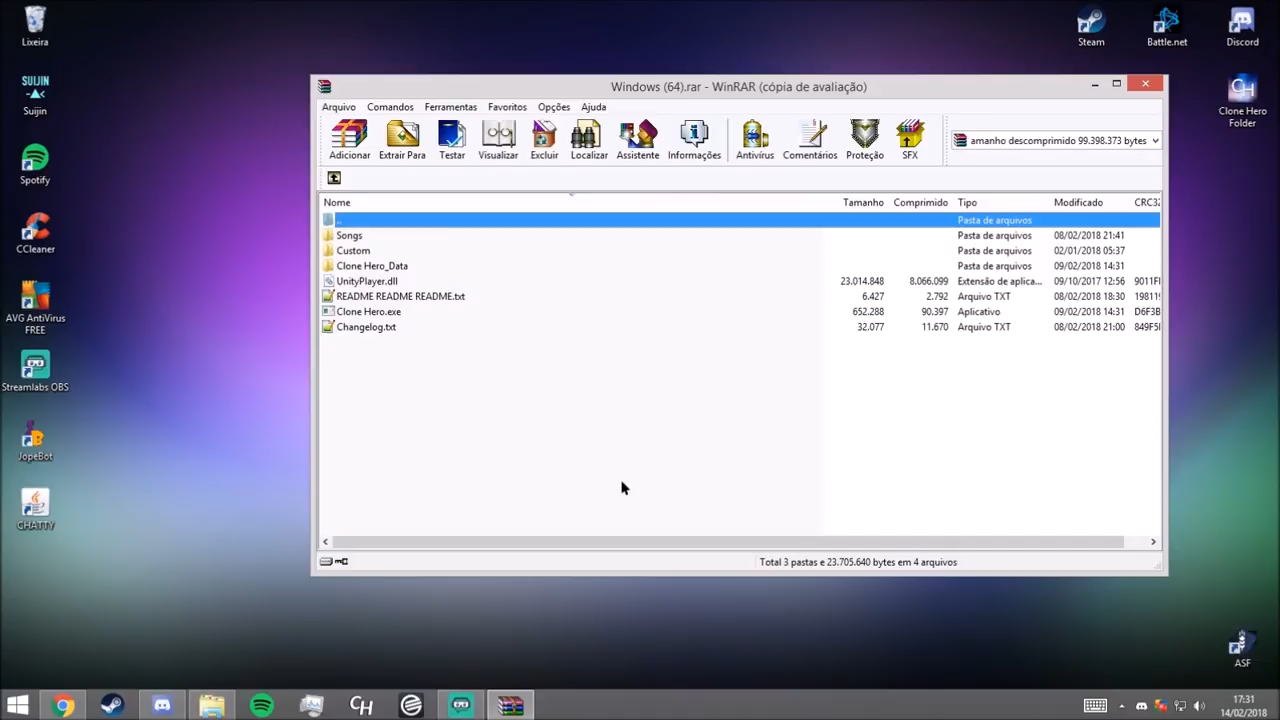 Lixeira
SUIJIN
Suijin
Spotify
CCleaner
AVG AntiVirus
FREE
Streamlabs OBS
JopeBot
CHATTY
Steam
Battle.net
Discord
CH
Clone Hero
Folder
ASF
Windows (64).rar - WinRAR (cópia de avaliação)
Arquivo Comandos Ferramentas Favoritos Opções Ajuda
Adicionar Extrair Para Testar Visualizar Excluir Localizar Assistente Informações Antivírus Comentários Proteção SFX
amanho descomprimido 99.398.373 bytes
Nome Tamanho Comprimido Tipo Modificado CRC32
.. Pasta de arquivos
Songs Pasta de arquivos 08/02/2018 21:41
Custom Pasta de arquivos 02/01/2018 05:37
Clone Hero_Data Pasta de arquivos 09/02/2018 14:31
UnityPlayer.dll 23.014.848 8.066.099 Extensão de aplica... 09/10/2017 12:56 9011F
README README README.txt 6.427 2.792 Arquivo TXT 08/02/2018 18:30 19811
Clone Hero.exe 652.288 90.397 Aplicativo 09/02/2018 14:31 D6F3B
Changelog.txt 32.077 11.670 Arquivo TXT 08/02/2018 21:00 849F5
Total 3 pastas e 23.705.640 bytes em 4 arquivos
CH
17:31
14/02/2018